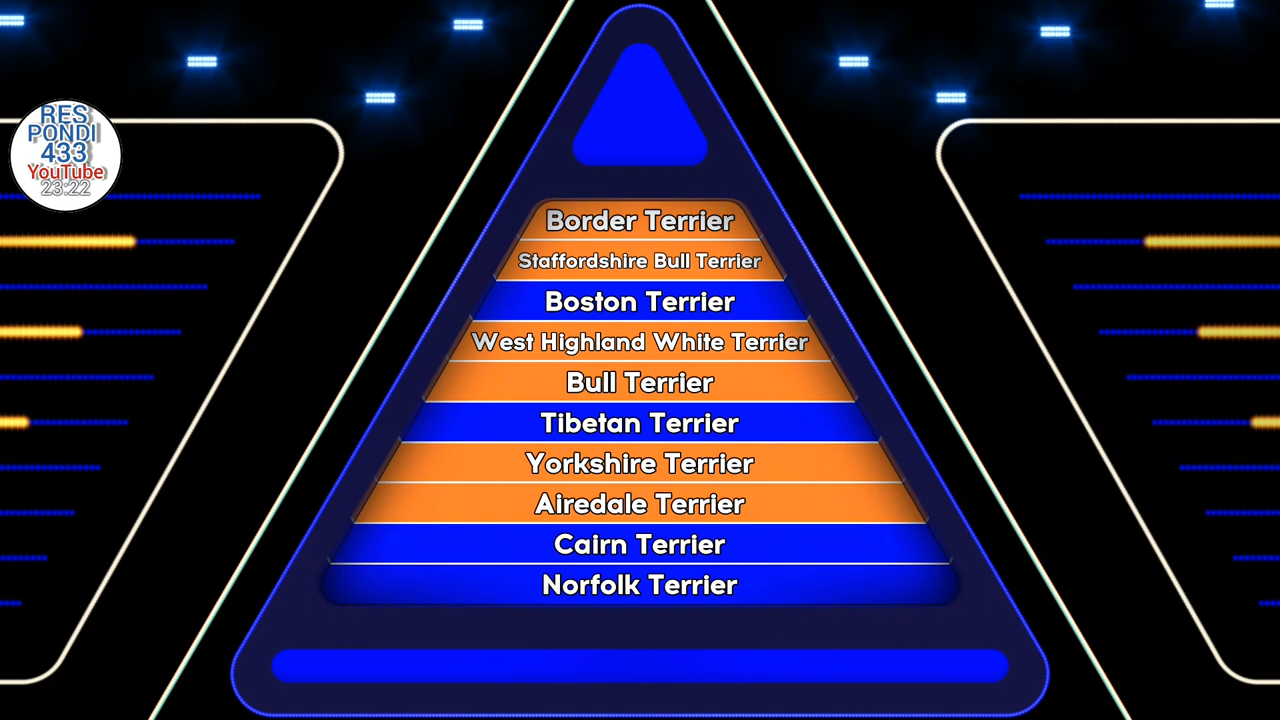 RES
PONDI
433
YouTube
23:22
Border Terrier
Staffordshire Bull Terrier
Boston Terrier
West Highland White Terrier
Bull Terrier
Tibetan Terrier
Yorkshire Terrier
Airedale Terrier
Cairn Terrier
Norfolk Terrier